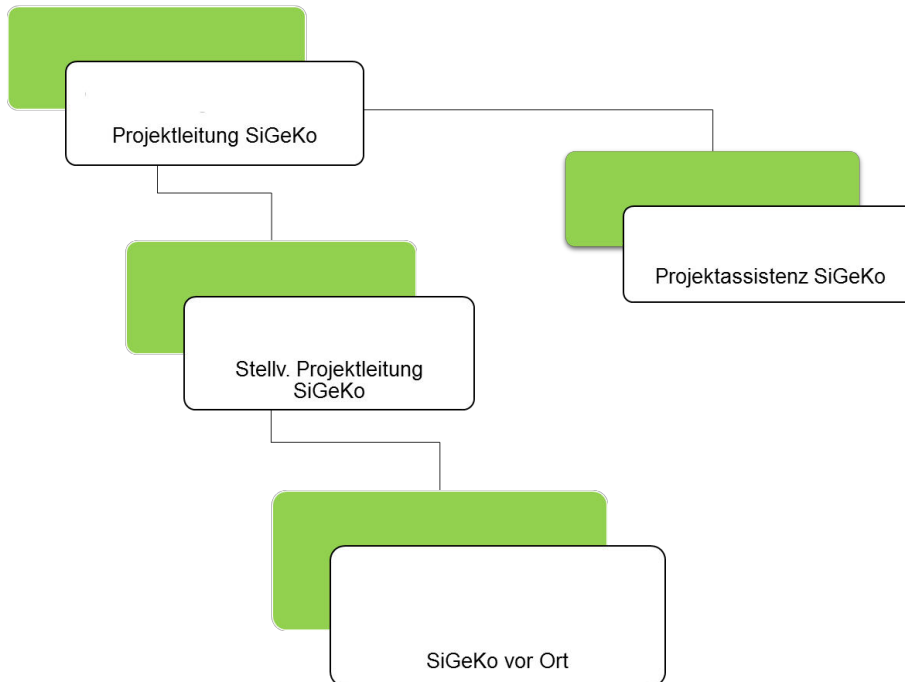 Projektleitung SiGeKo
Projektassistenz SiGeKo
Stellv. Projektleitung
SiGeKo
SiGeKo vor Ort